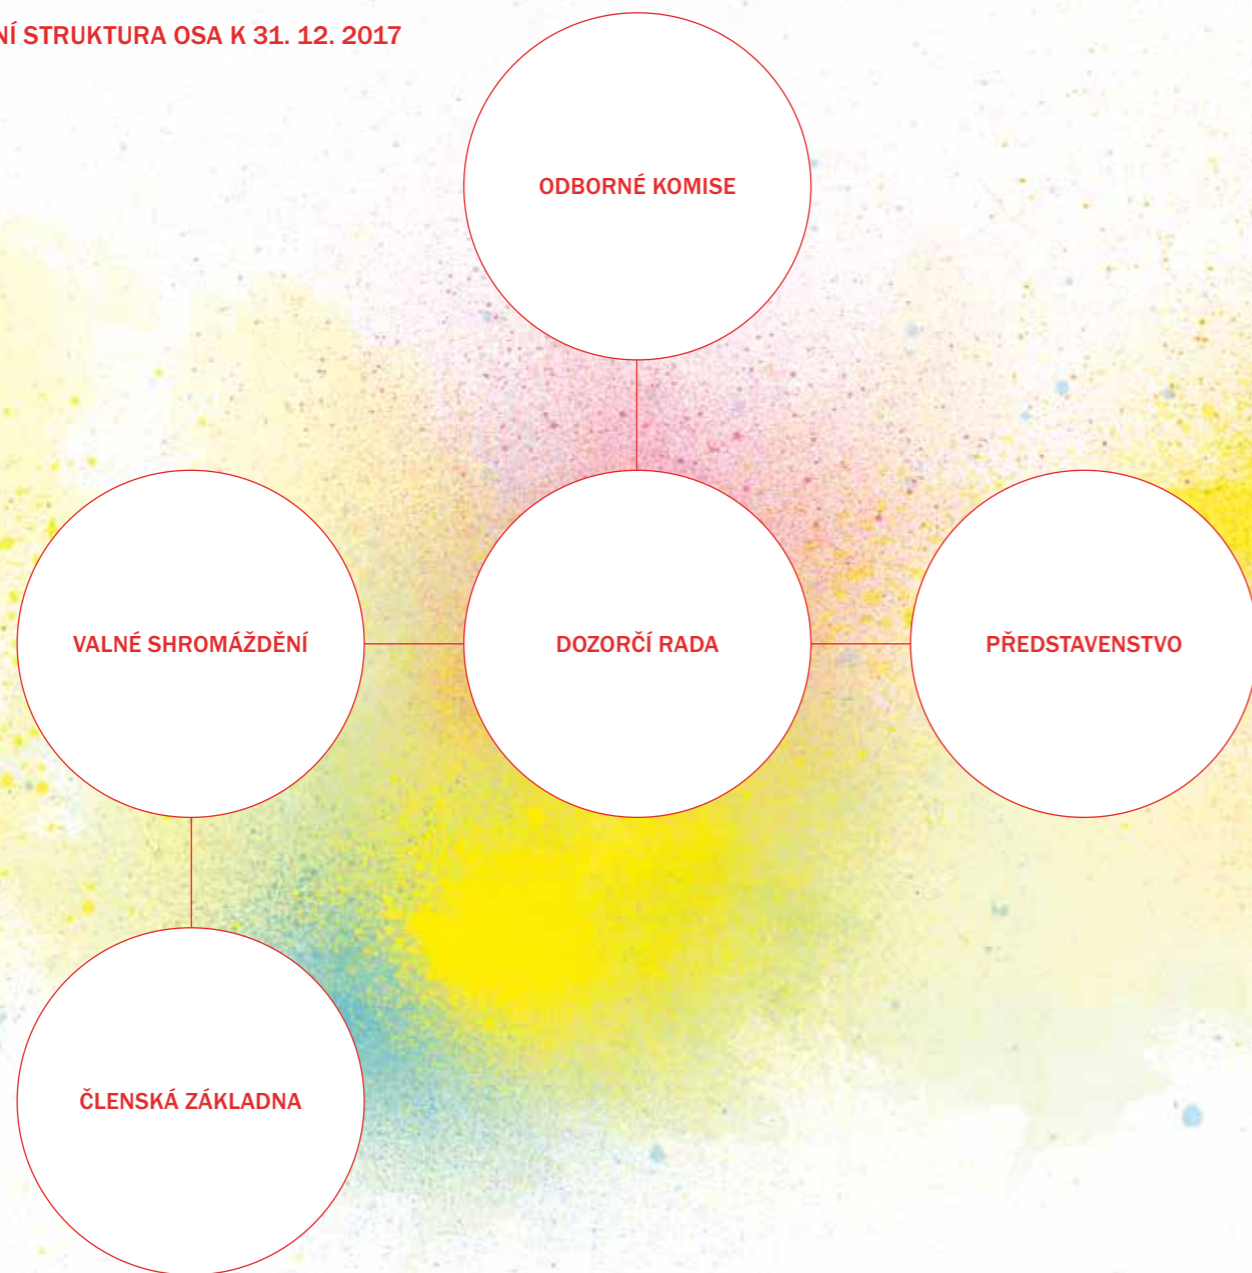 NÍ STRUKTURA OSA K 31. 12. 2017
ODBORNÉ KOMISE
VALNÉ SHROMÁŽDĚNÍ
DOZORČÍ RADA
PŘEDSTAVENSTVO
ČLENSKÁ ZÁKLADNA